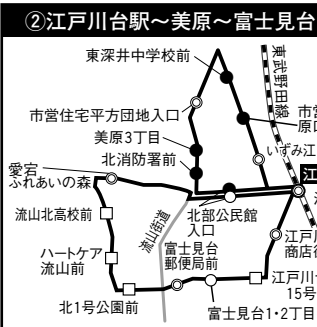 ②江戸川台駅~美原~富士見台
東深井中学校前
東武野田線
市営住宅平方団地入口
美原3丁目
北消防署前
愛宕
ふれあいの森
いずみ江
江
流山北高校前
流山街道
北部公民館
入口
ハートケア
流山前
富士見台
郵便局前
江戸川
商店街
江戸川台
15号
北1号公園前
富士見台1・2丁目